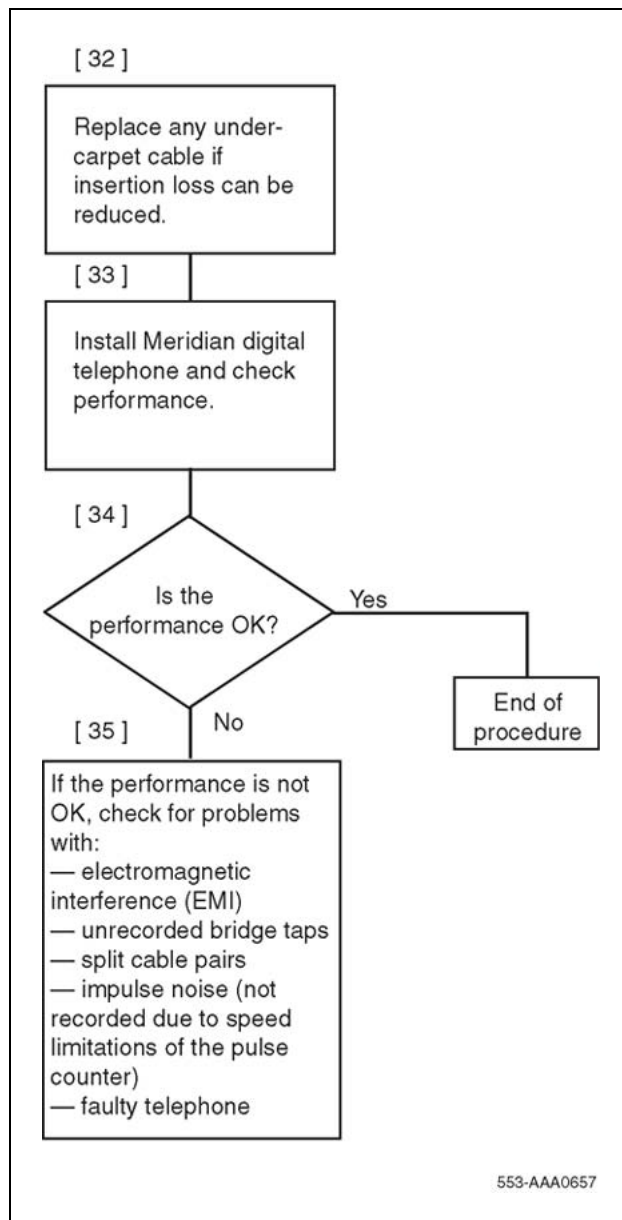 [ 32 ]
Replace any under-
carpet cable if
insertion loss can be
reduced.
[ 33 ]
Install Meridian digital
telephone and check
performance.
[ 34 ]
Is the
performance OK?
Yes
End of
procedure
No
[ 35 ]
If the performance is not
OK, check for problems
with:
— electromagnetic
interference (EMI)
— unrecorded bridge taps
— split cable pairs
— impulse noise (not
recorded due to speed
limitations of the pulse
counter)
— faulty telephone
553-AAA0657